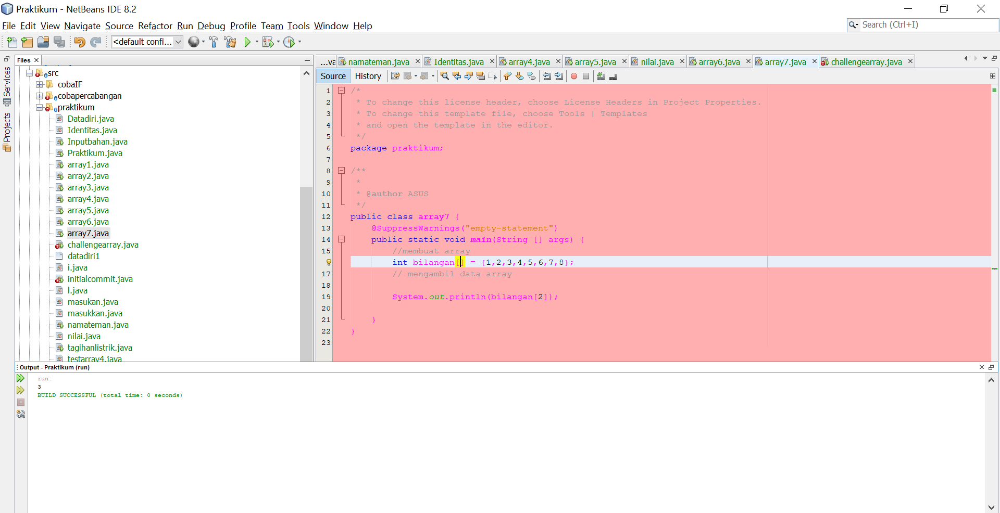 Praktikum - NetBeans IDE 8.2
File Edit View Navigate Source Refactor Run Debug Profile Team Tools Window Help
Search (Ctrl+I)
<default confi...
Services
Projects
Files
src
cobaIF
cobapercabangan
praktikum
Datadiri.java
Identitas.java
Inputbahan.java
Praktikum.java
array1.java
array2.java
array3.java
array4.java
array5.java
array6.java
array7.java
challengearray.java
datadiri1
i.java
initialcommit.java
l.java
masukan.java
masukkan.java
namateman.java
nilai.java
tagihanlistrik.java
testarray4.java
...va namateman.java Identitas.java array4.java array5.java nilai.java array6.java array7.java challengearray.java
Source History
1 /*
2 * To change this license header, choose License Headers in Project Properties.
3 * To change this template file, choose Tools | Templates
4 * and open the template in the editor.
5 */
6 package praktikum;
7
8 /**
9 *
10 * @author ASUS
11 */
12 public class array7 {
13 @SuppressWarnings("empty-statement")
14 public static void main(String [] args) {
15 //membuat array
int bilangan[] = {1,2,3,4,5,6,7,8};
17 // mengambil data array
18
19 System.out.println(bilangan[2]);
20
21 }
22 }
23
Output - Praktikum (run)
run:
3
BUILD SUCCESSFUL (total time: 0 seconds)